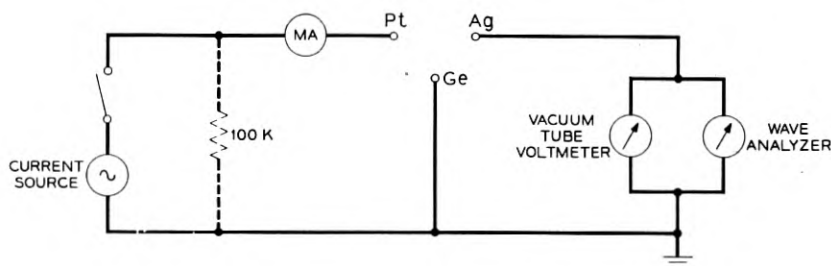 Pt
Ag
MA
Ge
100 K
CURRENT
SOURCE
VACUUM
TUBE
VOLTMETER
WAVE
ANALYZER